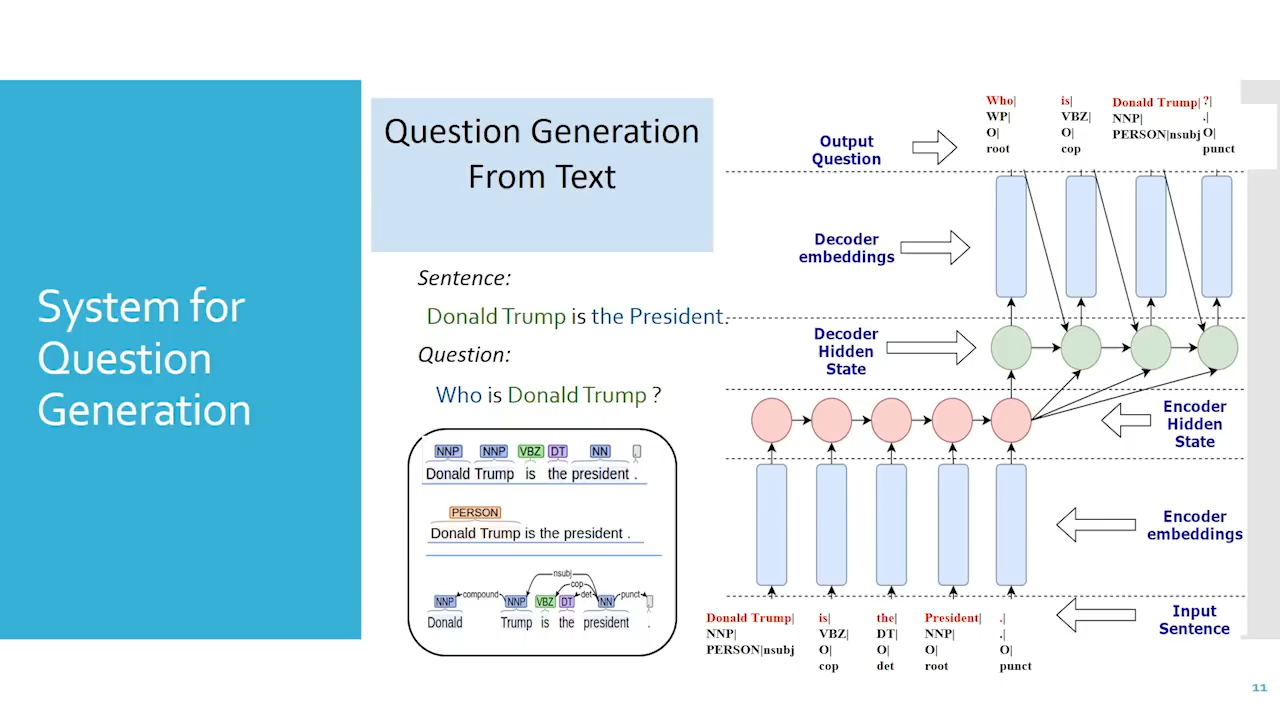 System for
Question
Generation
Question Generation
From Text
Sentence:
Donald Trump is the President.
Question:
Who is Donald Trump ?
NNP NNP VBZ DT NN .
Donald Trump is the president .
PERSON
Donald Trump is the president .
nsubj
cop
compound det punct
NNP NNP VBZ DT NN .
Donald Trump is the president .
Who| is| Donald Trump| ?|
WP| VBZ| NNP| .|
O| O| PERSON|nsubj O|
root cop punct
Output
Question
Decoder
embeddings
Decoder
Hidden
State
Encoder
Hidden
State
Encoder
embeddings
Input
Sentence
Donald Trump| is| the| President| .|
NNP| VBZ| DT| NNP| .|
PERSON|nsubj O| O| O| O|
cop det root punct
11